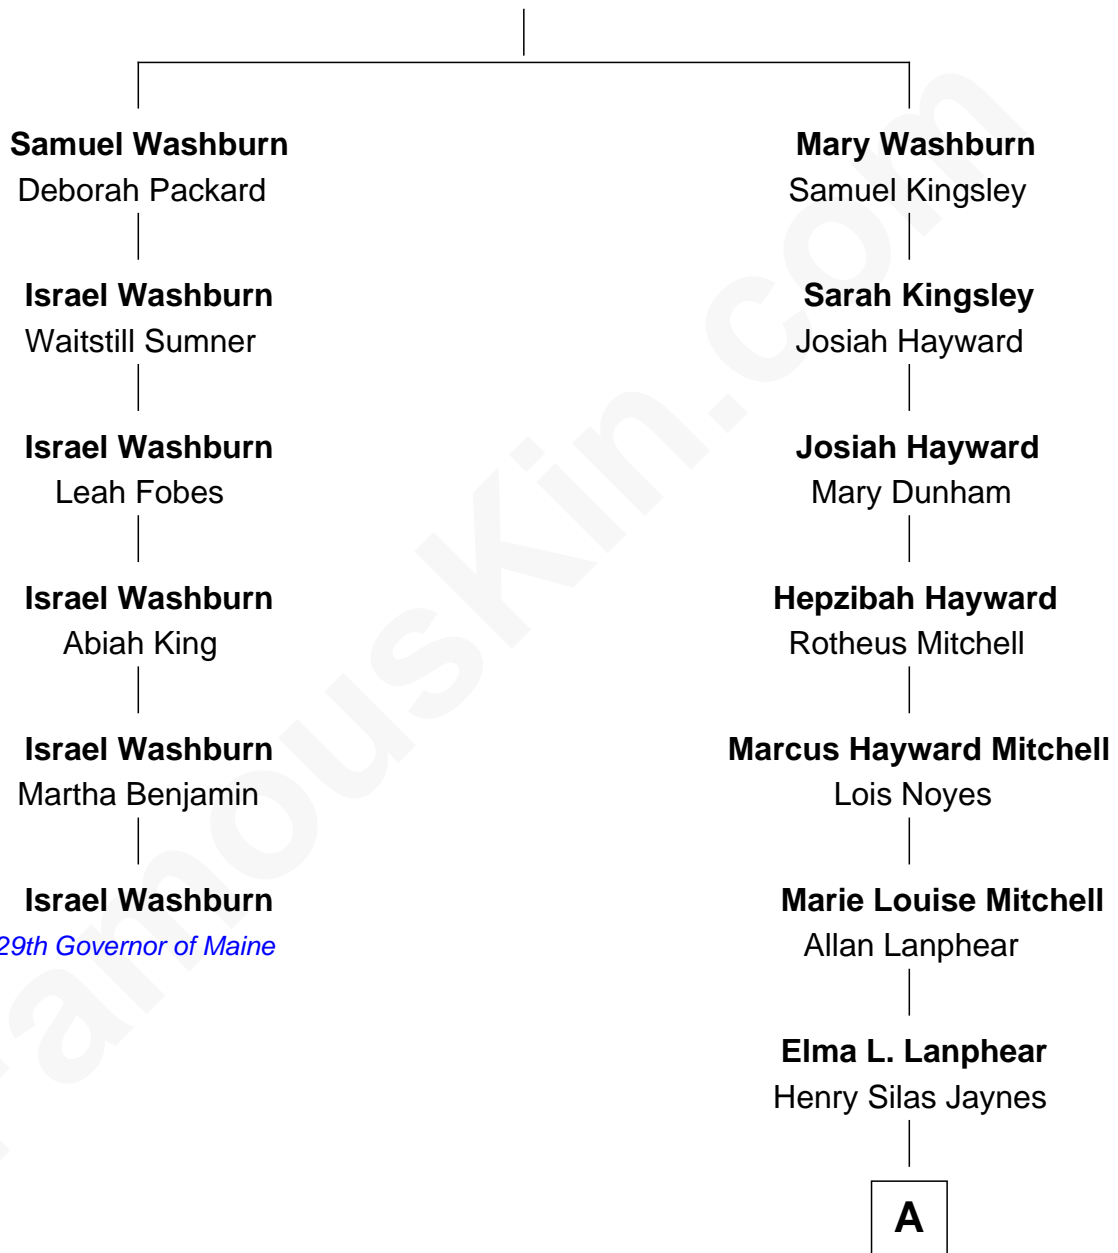 Samuel Washburn
Deborah Packard
Israel Washburn
Waitstill Sumner
Israel Washburn
Leah Fobes
Israel Washburn
Abiah King
Israel Washburn
Martha Benjamin
Israel Washburn
29th Governor of Maine
Mary Washburn
Samuel Kingsley
Sarah Kingsley
Josiah Hayward
Josiah Hayward
Mary Dunham
Hepzibah Hayward
Rotheus Mitchell
Marcus Hayward Mitchell
Lois Noyes
Marie Louise Mitchell
Allan Lanphear
Elma L. Lanphear
Henry Silas Jaynes
A
FamousKin.com